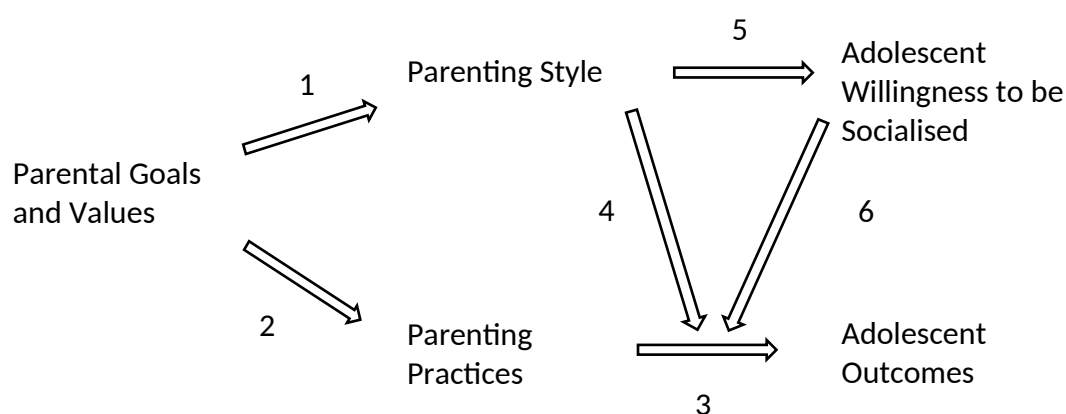 5
Adolescent
Willingness to be
Socialised
Parenting Style
1
Parental Goals
and Values
4
6
2
Parenting
Practices
Adolescent
Outcomes
3